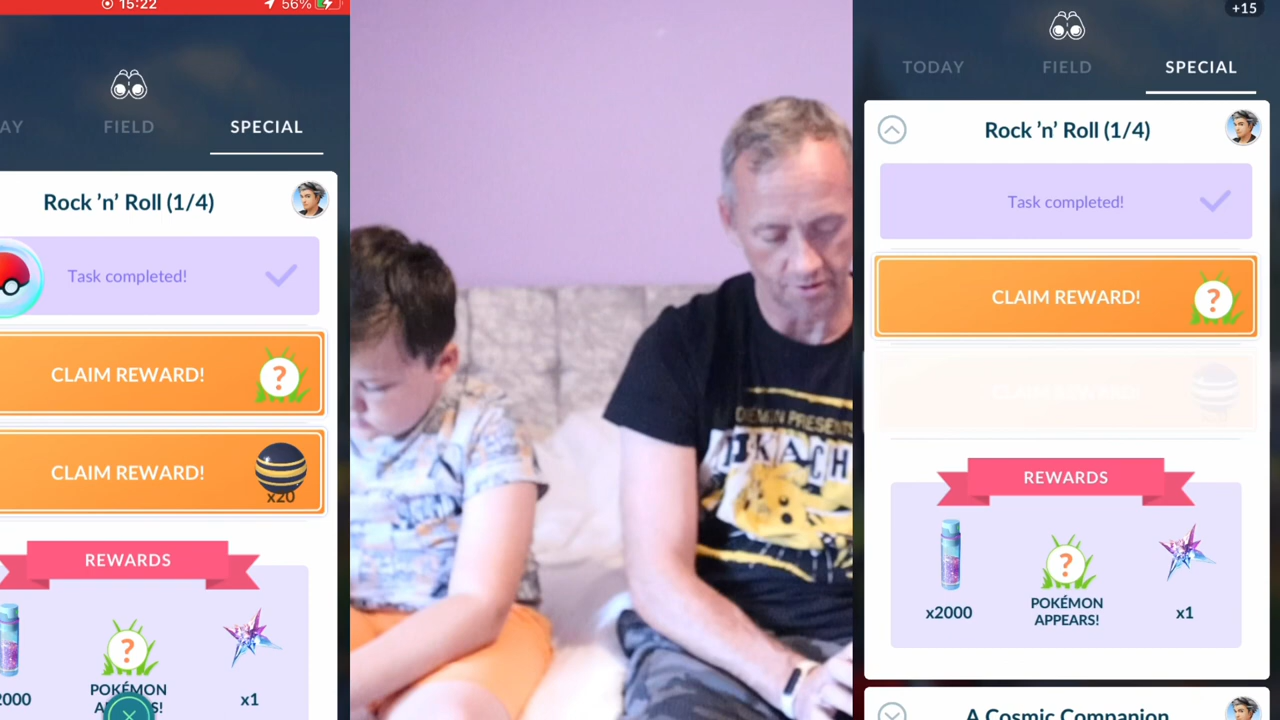 15:22
56%
AY
FIELD
SPECIAL
Rock 'n' Roll (1/4)
Task completed!
CLAIM REWARD!
CLAIM REWARD!
x20
REWARDS
POKÉMON
x1
PIKACH
+15
TODAY
FIELD
SPECIAL
Rock 'n' Roll (1/4)
Task completed!
CLAIM REWARD!
REWARDS
x2000
POKÉMON
APPEARS!
x1
A Cosmic Companion